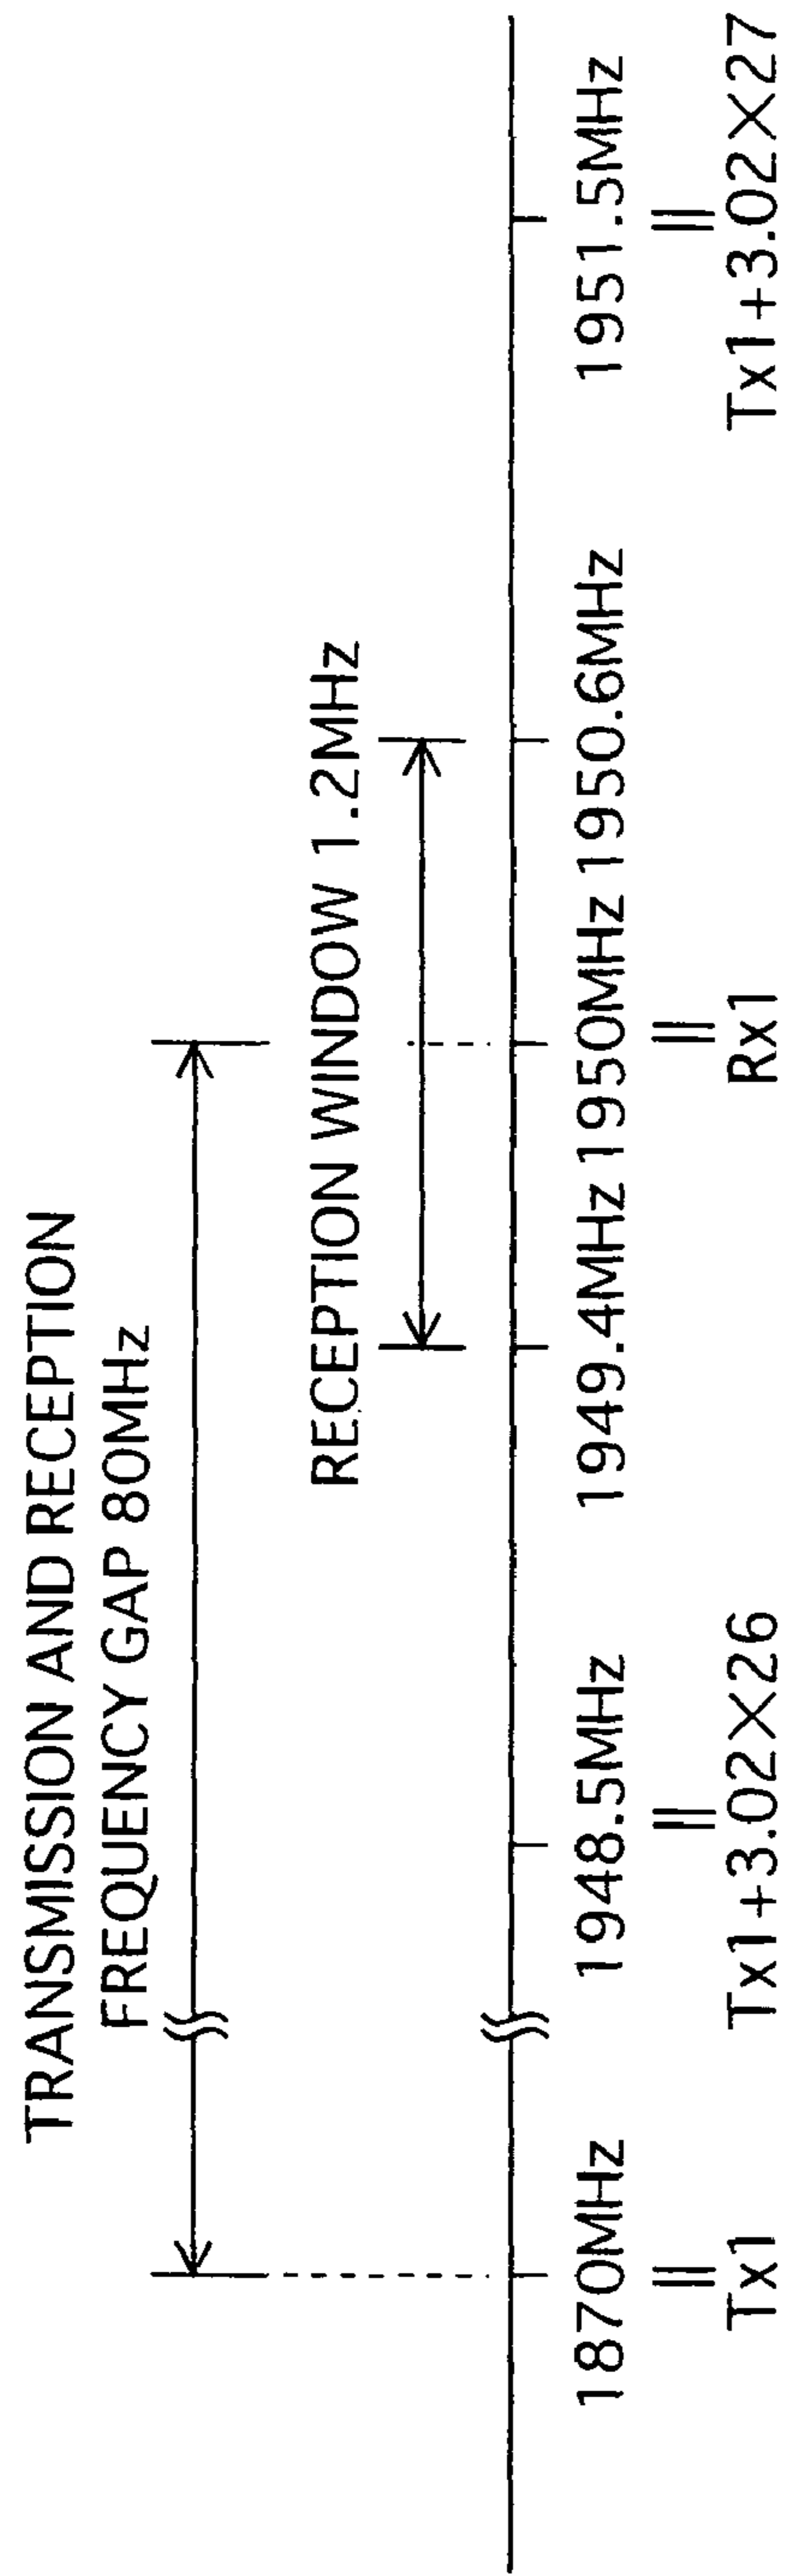 TRANSMISSION AND RECEPTION
FREQUENCY GAP 80MHz
RECEPTION WINDOW 1.2MHz
1870MHz 1948.5MHz 1949.4MHz 1950MHz 1950.6MHz 1951.5MHz
= = = =
Tx1 Tx1+3.02×26 Rx1 Tx1+3.02×27